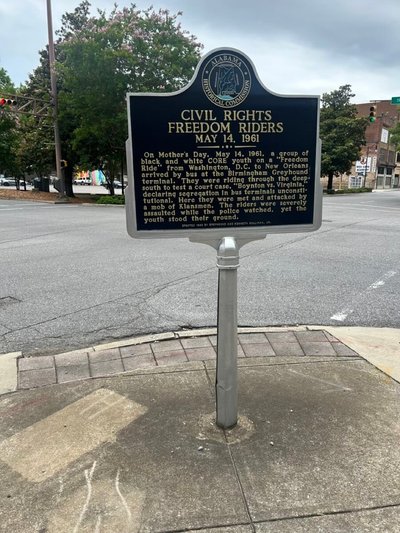 ALABAMA
HISTORICAL COMMISSION
CIVIL RIGHTS
FREEDOM RIDERS
MAY 14, 1961
On Mother's Day, May 14, 1961, a group of
black and white CORE youth on a "Freedom
Ride" from Washington, D.C. to New Orleans
arrived by bus at the Birmingham Greyhound
terminal. They were riding through the deep
south to test a court case, "Boynton vs. Virginia,"
declaring segregation in bus terminals unconsti-
tutional. Here they were met and attacked by
a mob of Klansmen. The riders were severely
assaulted while the police watched, yet the
youth stood their ground.